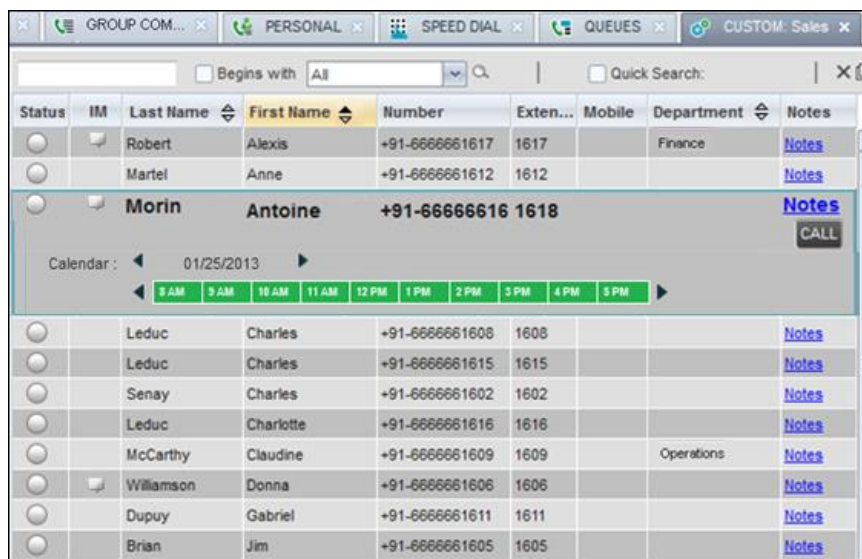 GROUP COM... PERSONAL SPEED DIAL QUEUES CUSTOM: Sales
Begins with All Quick Search:
Status IM Last Name First Name Number Exten... Mobile Department Notes
Robert Alexis +91-6666661617 1617 Finance Notes
Martel Anne +91-6666661612 1612 Notes
Morin Antoine +91-66666616 1618 Notes
CALL
Calendar : 01/25/2013
8 AM 9 AM 10 AM 11 AM 12 PM 1 PM 2 PM 3 PM 4 PM 5 PM
Leduc Charles +91-6666661608 1608 Notes
Leduc Charles +91-6666661615 1615 Notes
Senay Charles +91-6666661602 1602 Notes
Leduc Charlotte +91-6666661616 1616 Notes
McCarthy Claudine +91-6666661609 1609 Operations Notes
Williamson Donna +91-6666661606 1606 Notes
Dupuy Gabriel +91-6666661611 1611 Notes
Brian Jim +91-6666661605 1605 Notes